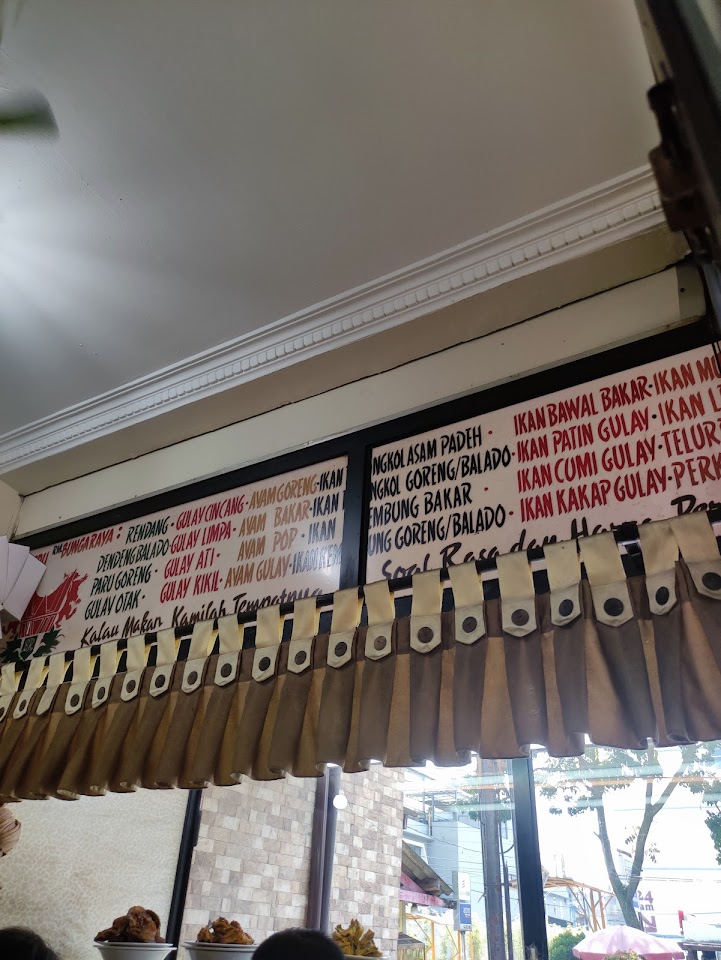 RM. BUNGA RAYA : RENDANG · GULAY CINCANG · AYAM GORENG · IKAN
DENDENG BALADO · GULAY LIMPA · AYAM BAKAR · IKAN
PARU GORENG · GULAY ATI · AYAM POP · IKAN
GULAY OTAK · GULAY KIKIL · AYAM GULAY · IKAN
Kalau Makan Kamilah Tempatnya
NGKOL ASAM PADEH · IKAN BAWAL BAKAR · IKAN
NGKOL GORENG/BALADO · IKAN PATIN GULAY · IKAN
EMBUNG BAKAR · IKAN CUMI GULAY · TELUR
UNG GORENG/BALADO · IKAN KAKAP GULAY · PERK
Soal Rasa dan Harga